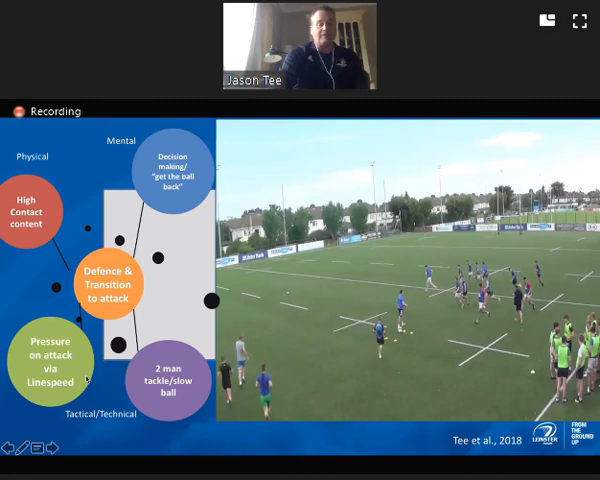 Jason Tee
Recording
Mental
Physical
Decision
making/
"get the ball
back"
High
Contact
content
Defence &
Transition
to attack
Pressure
on attack
via
Linespeed
2 man
tackle/slow
ball
Tactical/Technical
Tee et al., 2018
LEINSTER
FROM
THE
GROUND
UP